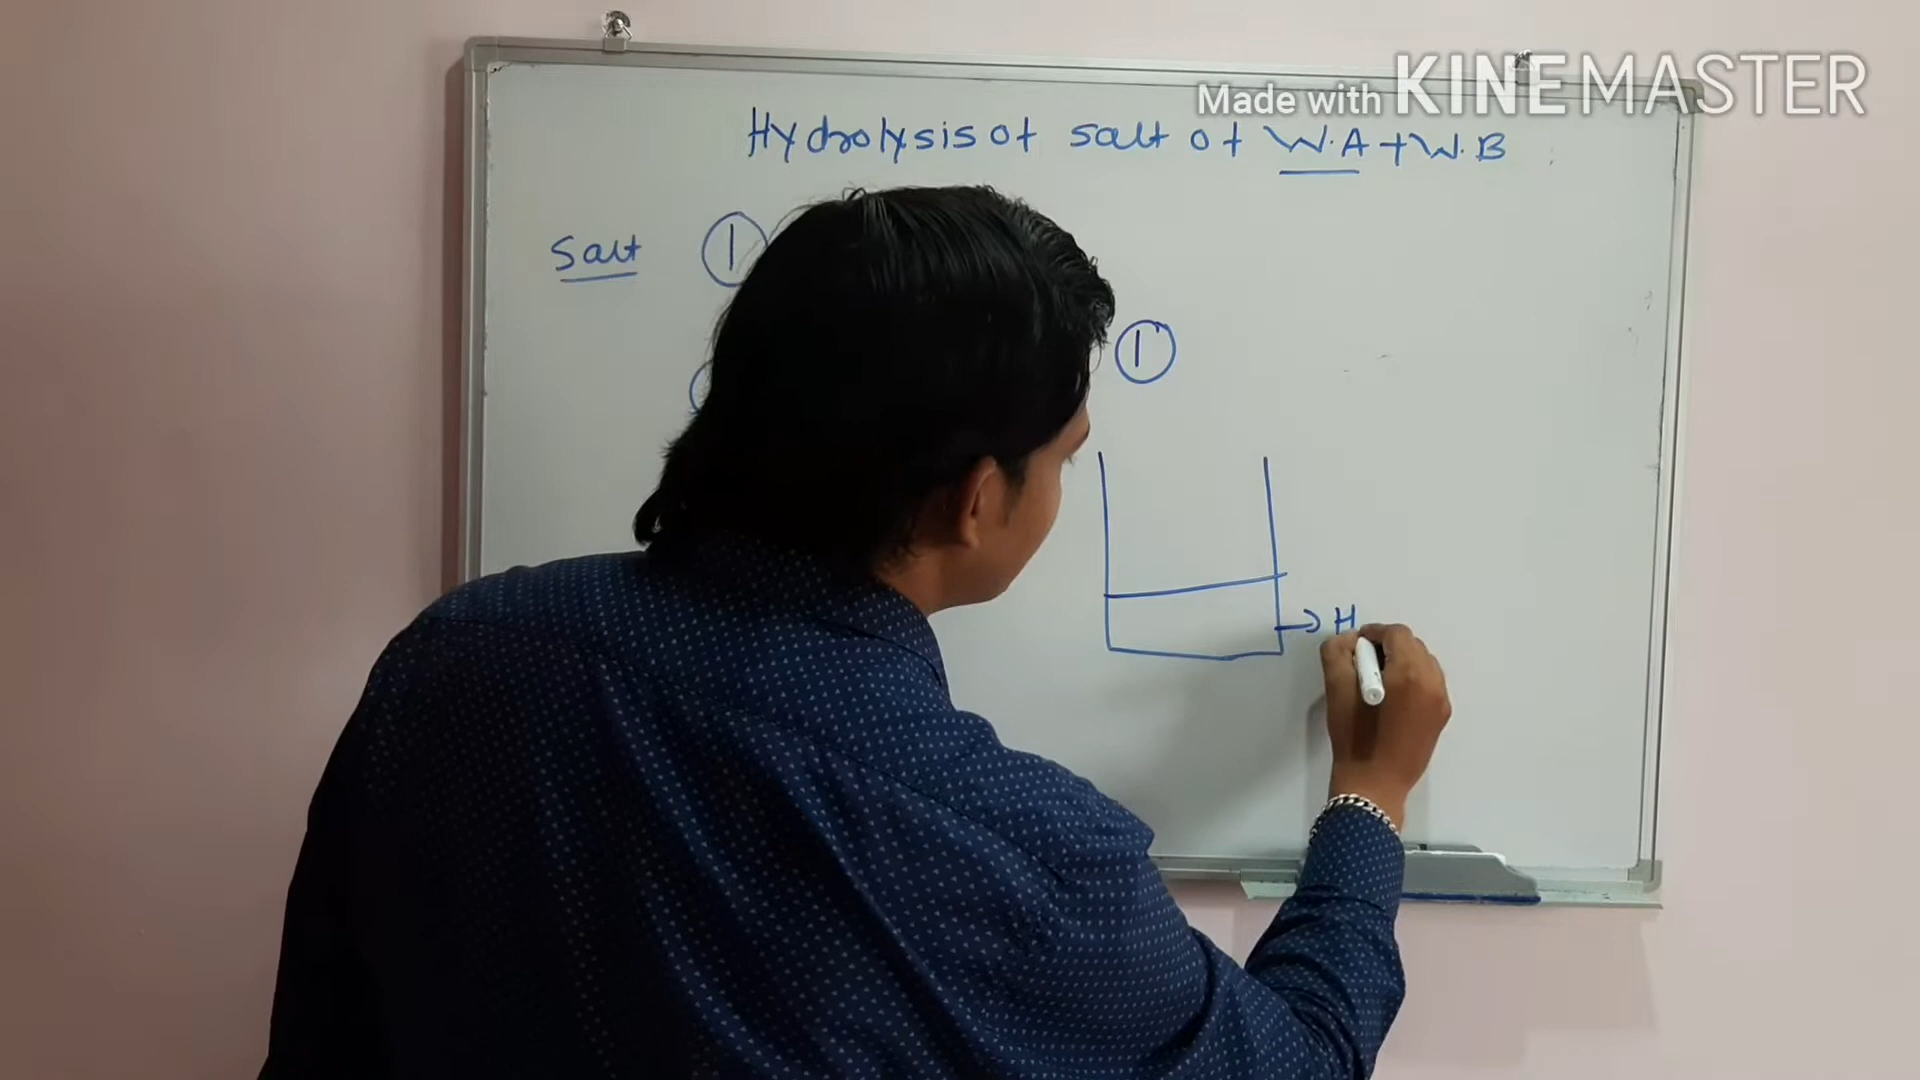 Made with KINEMASTER
Hydrolysis of salt of W.A + W.B
Salt 1
1
H